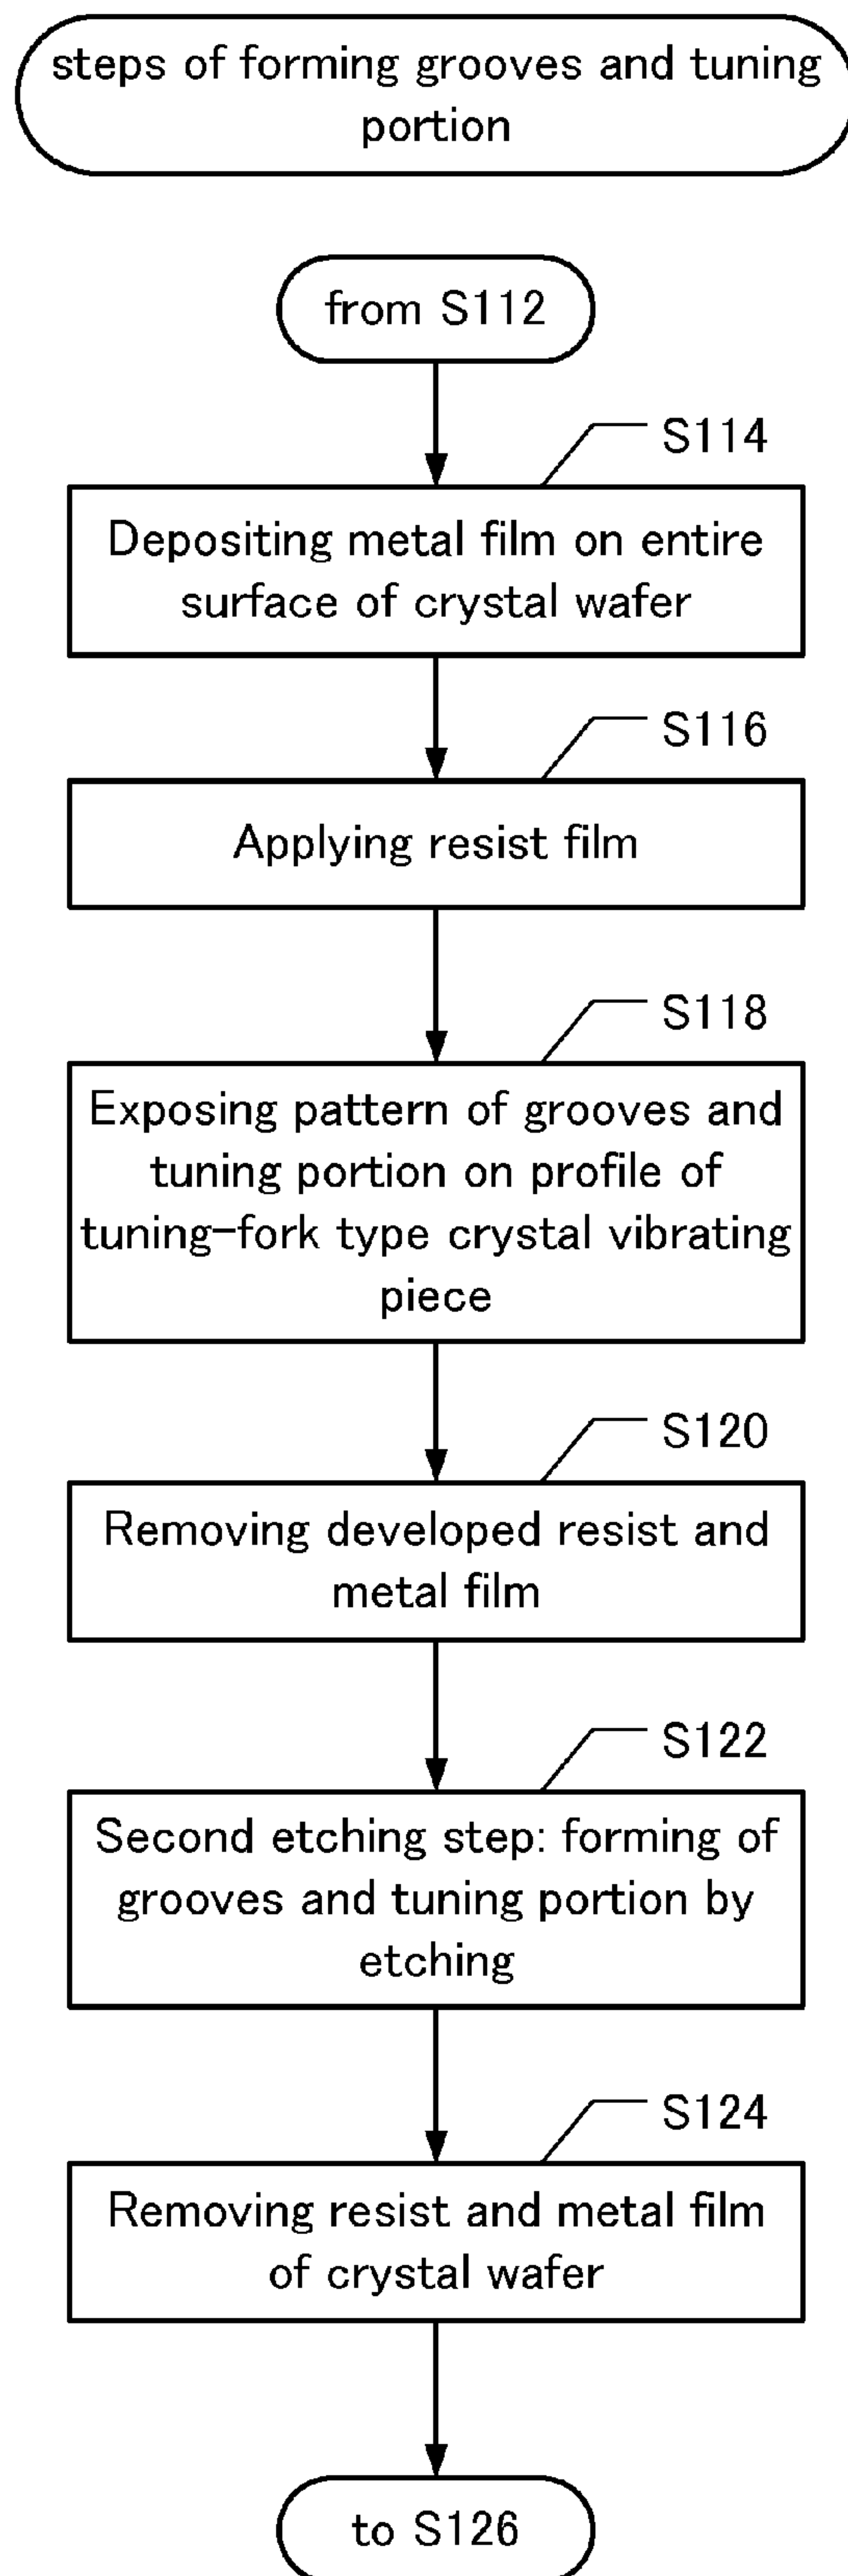 steps of forming grooves and tuning
portion
from S112
S114
Depositing metal film on entire
surface of crystal wafer
S116
Applying resist film
S118
Exposing pattern of grooves and
tuning portion on profile of
tuning-fork type crystal vibrating
piece
S120
Removing developed resist and
metal film
S122
Second etching step: forming of
grooves and tuning portion by
etching
S124
Removing resist and metal film
of crystal wafer
to S126